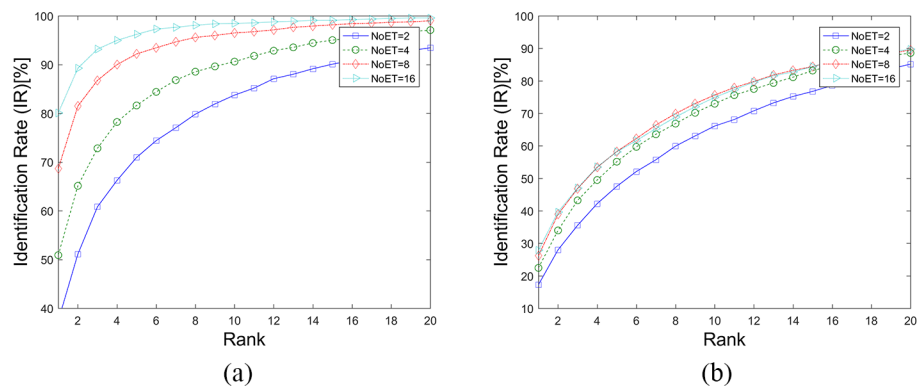 100
90
80
70
60
50
40
2 4 6 8 10 12 14 16 18 20
Identification Rate (IR)[%]
Rank
NoET=2
NoET=4
NoET=8
NoET=16
(a)
100
90
80
70
60
50
40
30
20
10
2 4 6 8 10 12 14 16 18 20
Identification Rate (IR)[%]
Rank
NoET=2
NoET=4
NoET=8
NoET=16
(b)